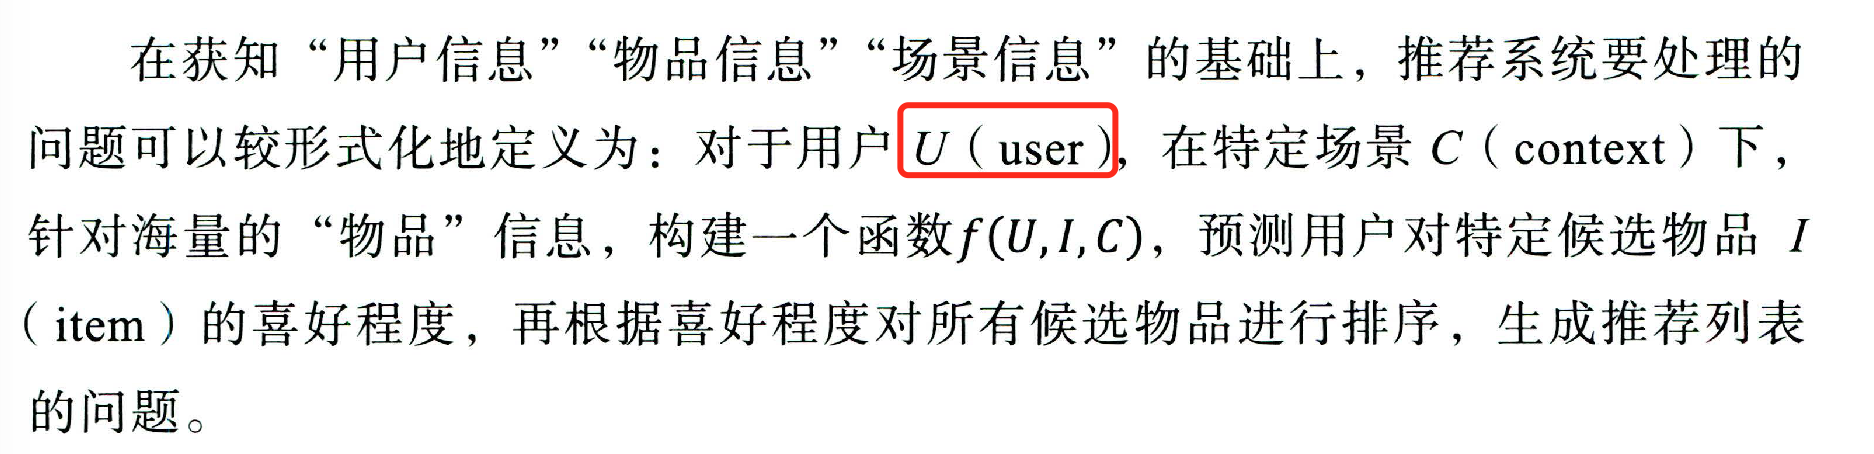 在获知“用户信息”“物品信息”“场景信息”的基础上，推荐系统要处理的
问题可以较形式化地定义为：对于用户 U（user），在特定场景 C（context）下，
针对海量的“物品”信息，构建一个函数f(U,I,C)，预测用户对特定候选物品 I
（item）的喜好程度，再根据喜好程度对所有候选物品进行排序，生成推荐列表
的问题。